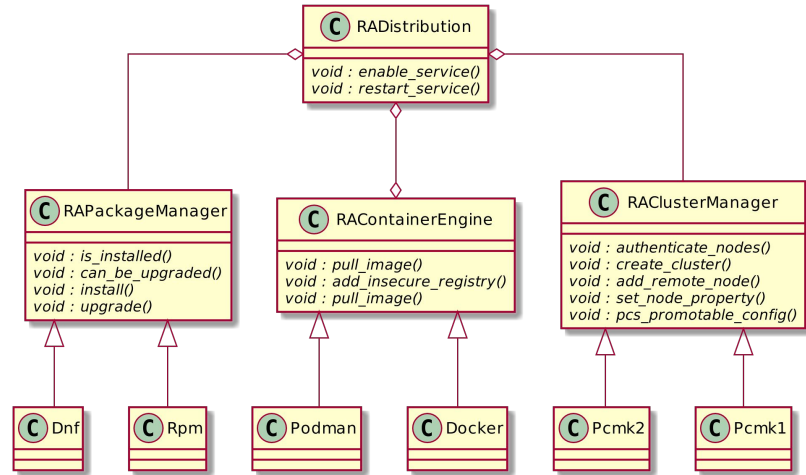 C RADistribution
void : enable_service()
void : restart_service()
C RAPackageManager
void : is_installed()
void : can_be_upgraded()
void : install()
void : upgrade()
C RAContainerEngine
void : pull_image()
void : add_insecure_registry()
void : pull_image()
C RAClusterManager
void : authenticate_nodes()
void : create_cluster()
void : add_remote_node()
void : set_node_property()
void : pcs_promotable_config()
C Dnf
C Rpm
C Podman
C Docker
C Pcmk2
C Pcmk1